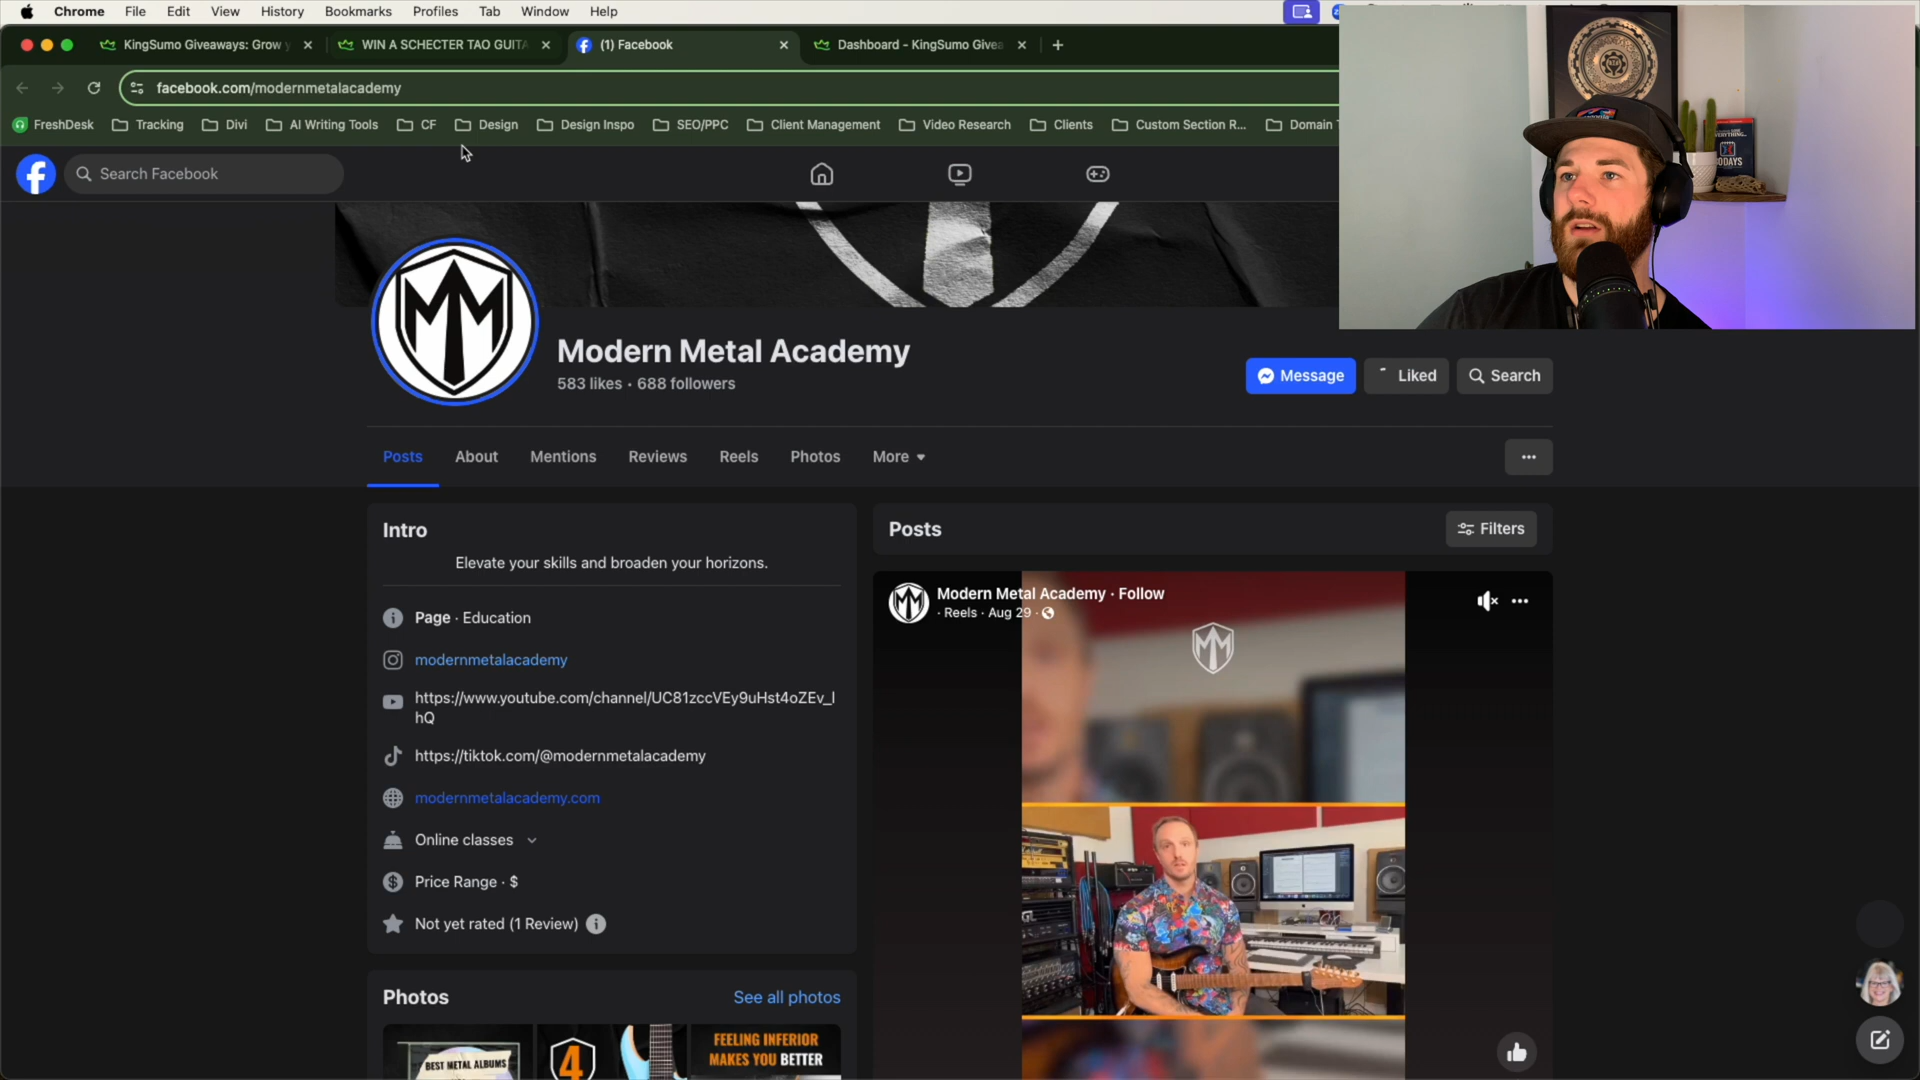 Chrome File Edit View History Bookmarks Profiles Tab Window Help
KingSumo Giveaways: Grow y
WIN A SCHECTER TAO GUITA
(1) Facebook
Dashboard - KingSumo Givea
facebook.com/modernmetalacademy
FreshDesk Tracking Divi AI Writing Tools CF Design Design Inspo SEO/PPC Client Management Video Research Clients Custom Section R... Domain
Search Facebook
Modern Metal Academy
583 likes • 688 followers
Message
Liked
Search
Posts About Mentions Reviews Reels Photos More
Intro
Elevate your skills and broaden your horizons.
Page · Education
modernmetalacademy
https://www.youtube.com/channel/UC81zccVEy9uHst4oZEv_l
hQ
https://tiktok.com/@modernmetalacademy
modernmetalacademy.com
Online classes
Price Range · $
Not yet rated (1 Review)
Photos
See all photos
BEST METAL ALBUMS
4
FEELING INFERIOR
MAKES YOU BETTER
Posts
Filters
Modern Metal Academy · Follow
· Reels · Aug 29 ·